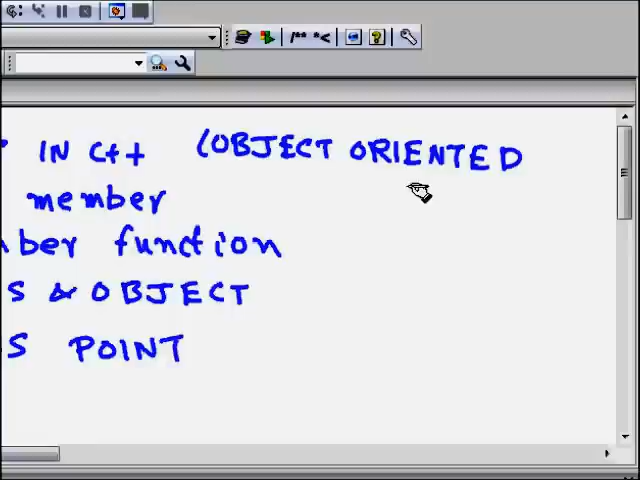 IN C++ (OBJECT ORIENTED
member
ber function
S & OBJECT
S POINT